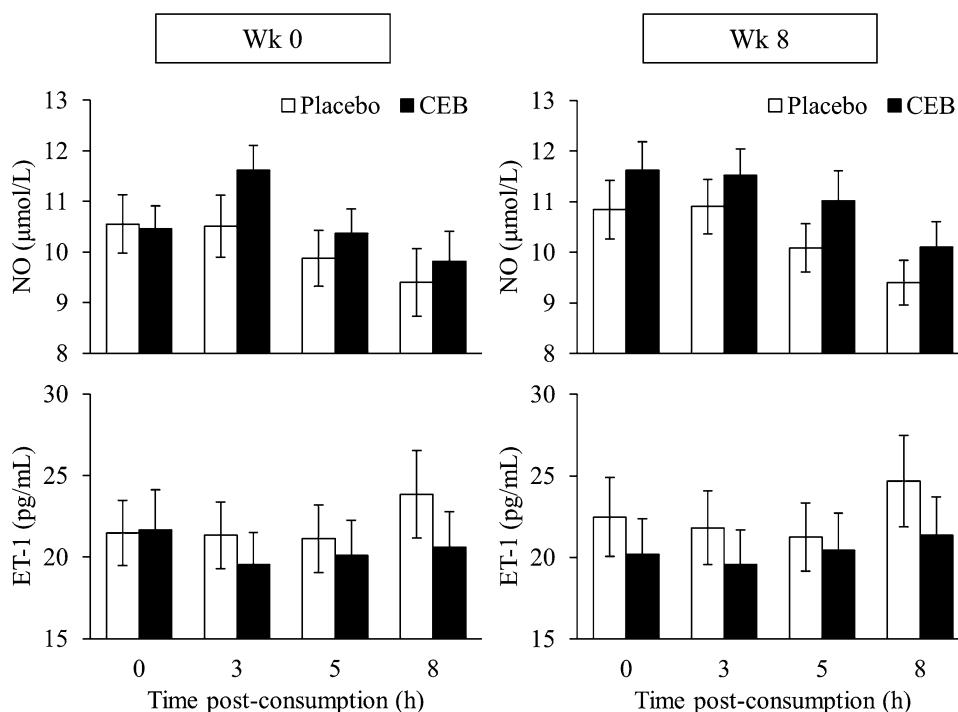 Wk 0
Wk 8
13
12
11
10
9
8
NO (µmol/L)
Placebo CEB
13
12
11
10
9
8
NO (µmol/L)
Placebo CEB
30
25
20
15
ET-1 (pg/mL)
0 3 5 8
Time post-consumption (h)
30
25
20
15
ET-1 (pg/mL)
0 3 5 8
Time post-consumption (h)